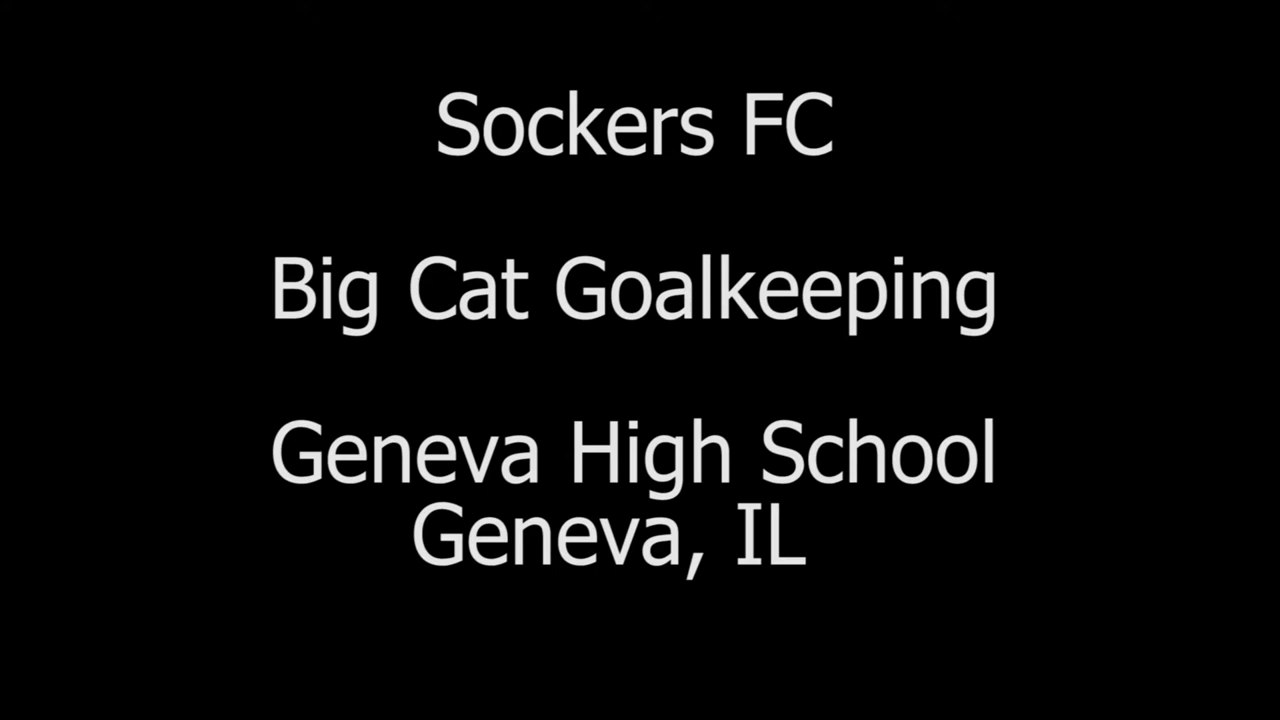 Sockers FC
Big Cat Goalkeeping
Geneva High School
Geneva, IL